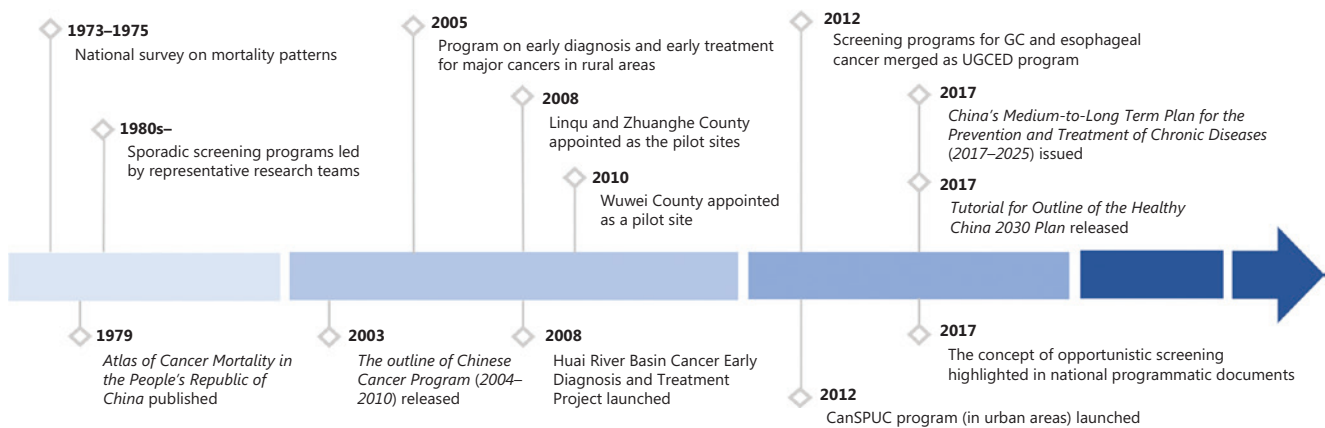 1973–1975
National survey on mortality patterns
1980s–
Sporadic screening programs led
by representative research teams
2005
Program on early diagnosis and early treatment
for major cancers in rural areas
2008
Linqu and Zhuanghe County
appointed as the pilot sites
2010
Wuwei County appointed
as a pilot site
2012
Screening programs for GC and esophageal
cancer merged as UGCED program
2017
China's Medium-to-Long Term Plan for the
Prevention and Treatment of Chronic Diseases
(2017–2025) issued
2017
Tutorial for Outline of the Healthy
China 2030 Plan released
1979
Atlas of Cancer Mortality in
the People's Republic of
China published
2003
The outline of Chinese
Cancer Program (2004–
2010) released
2008
Huai River Basin Cancer Early
Diagnosis and Treatment
Project launched
2012
CanSPUC program (in urban areas) launched
2017
The concept of opportunistic screening
highlighted in national programmatic documents